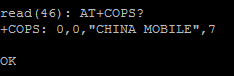 read(46): AT+COPS?
+COPS: 0,0,"CHINA MOBILE",7
OK